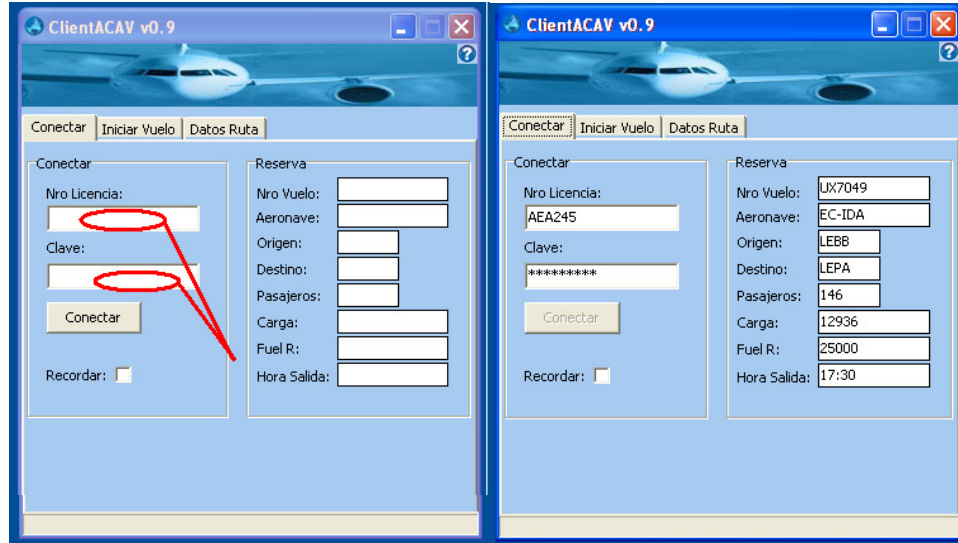 ClientACAV v0.9
Conectar Iniciar Vuelo Datos Ruta
Conectar
Nro Licencia:
Clave:
Conectar
Recordar:
Reserva
Nro Vuelo:
Aeronave:
Origen:
Destino:
Pasajeros:
Carga:
Fuel R:
Hora Salida:
ClientACAV v0.9
Conectar Iniciar Vuelo Datos Ruta
Conectar
Nro Licencia:
AEA245
Clave:
*********
Conectar
Recordar:
Reserva
Nro Vuelo: UX7049
Aeronave: EC-IDA
Origen: LEBB
Destino: LEPA
Pasajeros: 146
Carga: 12936
Fuel R: 25000
Hora Salida: 17:30